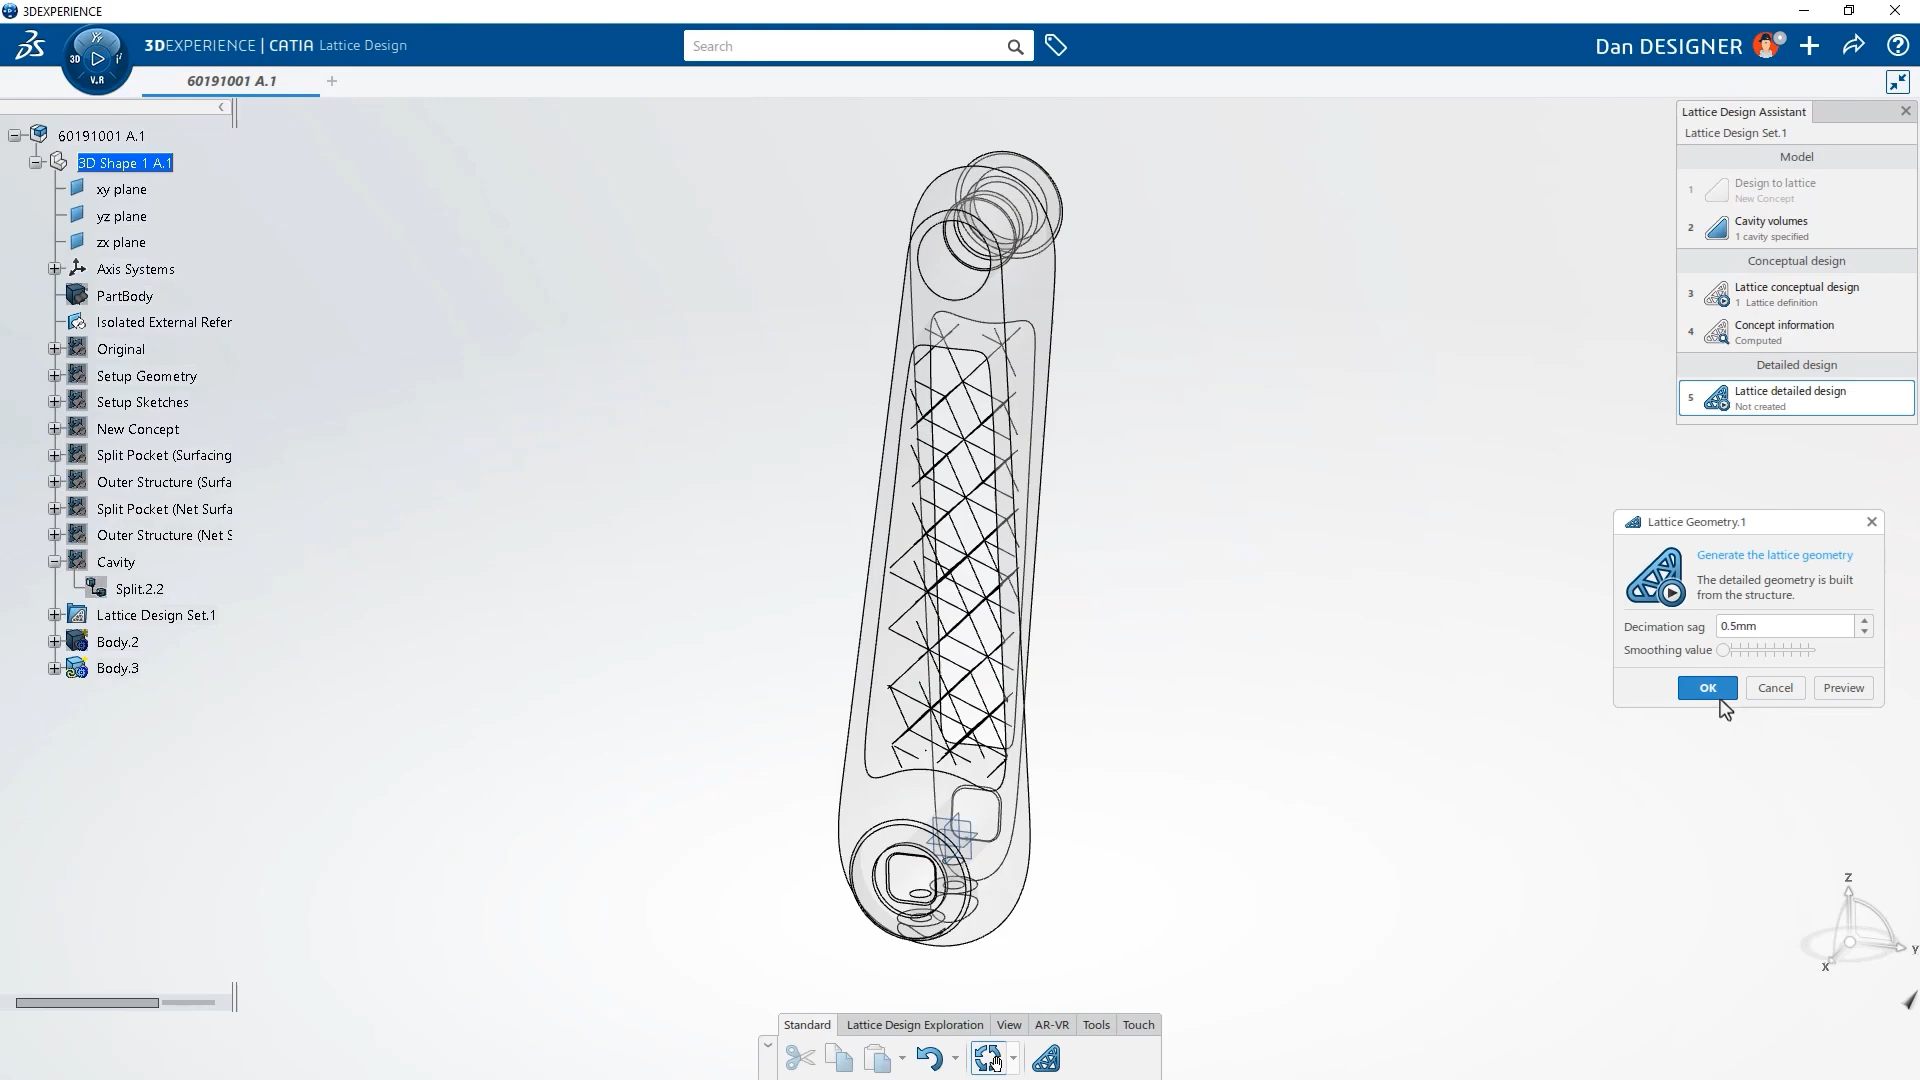 3DEXPERIENCE
3DEXPERIENCE | CATIA Lattice Design
3D
V.R
Search
Dan DESIGNER
60191001 A.1
60191001 A.1
3D Shape 1 A.1
xy plane
yz plane
zx plane
Axis Systems
PartBody
Isolated External Refer
Original
Setup Geometry
Setup Sketches
New Concept
Split Pocket (Surfacing
Outer Structure (Surfa
Split Pocket (Net Surfa
Outer Structure (Net S
Cavity
Split.2.2
Lattice Design Set.1
Body.2
Body.3
Lattice Design Assistant
Lattice Design Set.1
Model
1 Design to lattice
New Concept
2 Cavity volumes
1 cavity specified
Conceptual design
3 Lattice conceptual design
1 Lattice definition
4 Concept information
Computed
Detailed design
5 Lattice detailed design
Not created
Lattice Geometry.1
Generate the lattice geometry
The detailed geometry is built
from the structure.
Decimation sag 0.5mm
Smoothing value
OK Cancel Preview
Z
Y
X
Standard Lattice Design Exploration View AR-VR Tools Touch